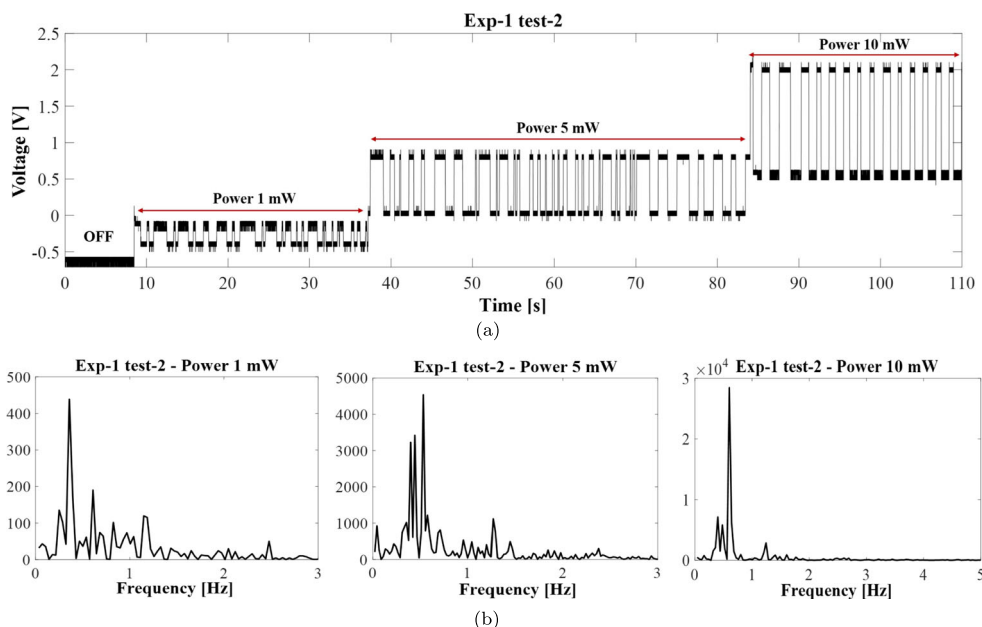 Exp-1 test-2
Voltage [V]
2.5
2
1.5
1
0.5
0
-0.5
OFF
Power 1 mW
Power 5 mW
Power 10 mW
0 10 20 30 40 50 60 70 80 90 100 110
Time [s]
(a)
Exp-1 test-2 - Power 1 mW
500
400
300
200
100
0
0 1 2 3
Frequency [Hz]
Exp-1 test-2 - Power 5 mW
5000
4000
3000
2000
1000
0
0 1 2 3
Frequency [Hz]
Exp-1 test-2 - Power 10 mW
×10⁴
3
2
1
0
0 1 2 3 4 5
Frequency [Hz]
(b)